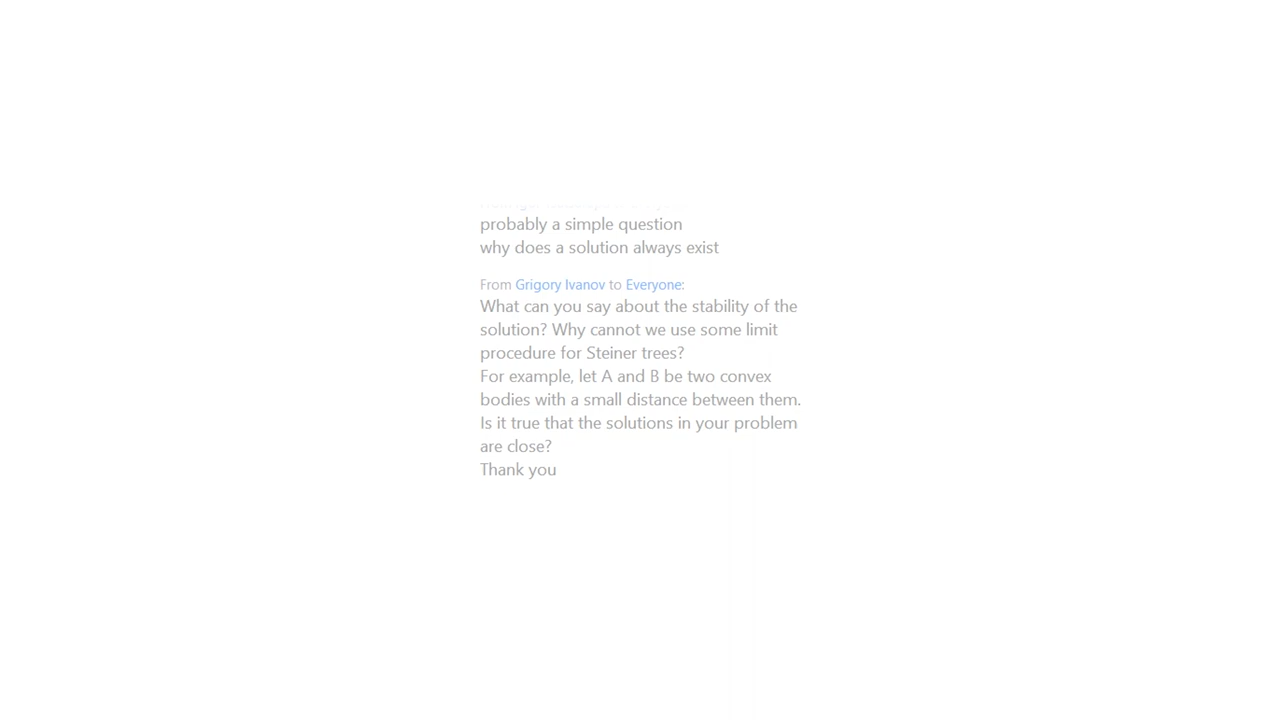 probably a simple question
why does a solution always exist
From Grigory Ivanov to Everyone:
What can you say about the stability of the
solution? Why cannot we use some limit
procedure for Steiner trees?
For example, let A and B be two convex
bodies with a small distance between them.
Is it true that the solutions in your problem
are close?
Thank you